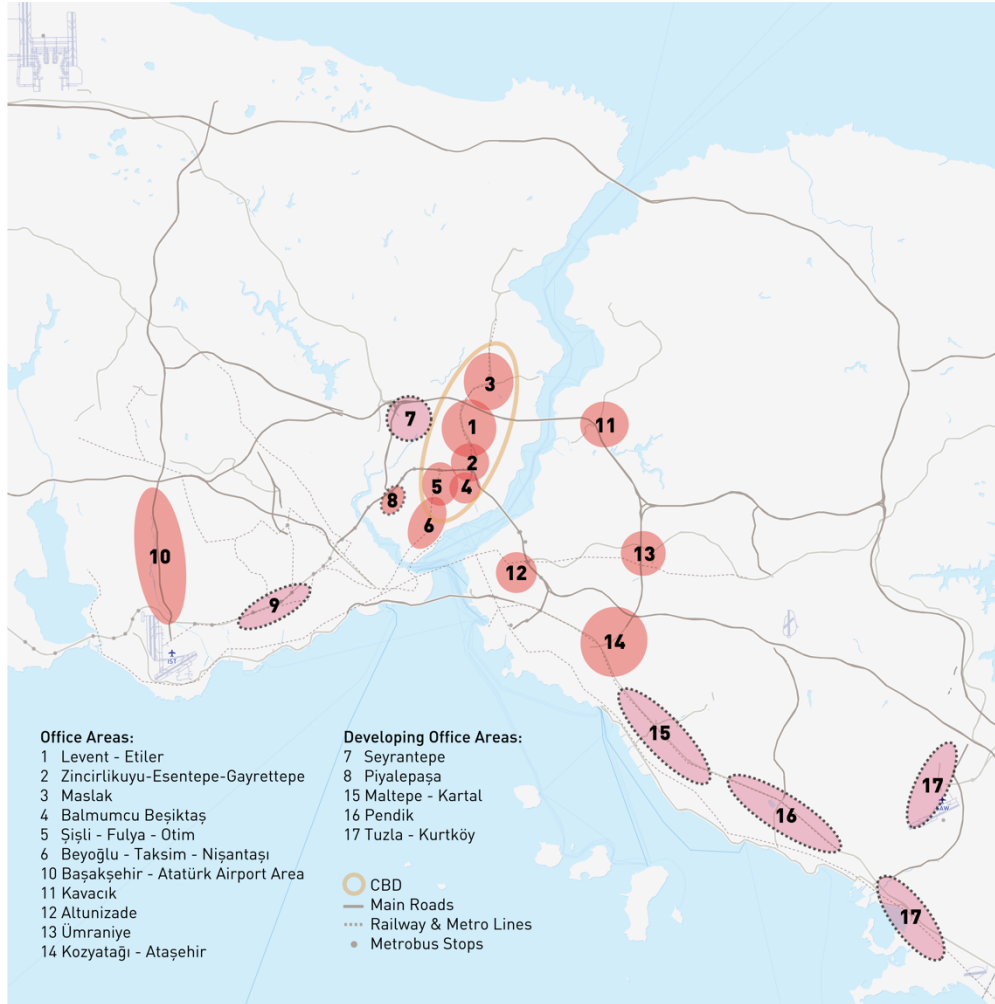 3
7
1
11
2
5
4
8
6
10
13
12
9
14
IST
15
17
16
17
Office Areas:
1 Levent - Etiler
2 Zincirlikuyu-Esentepe-Gayrettepe
3 Maslak
4 Balmumcu Beşiktaş
5 Şişli - Fulya - Otim
6 Beyoğlu - Taksim - Nişantaşı
10 Başakşehir - Atatürk Airport Area
11 Kavacık
12 Altunizade
13 Ümraniye
14 Kozyatağı - Ataşehir
Developing Office Areas:
7 Seyrantepe
8 Piyalepaşa
15 Maltepe - Kartal
16 Pendik
17 Tuzla - Kurtköy
CBD
Main Roads
Railway & Metro Lines
Metrobus Stops